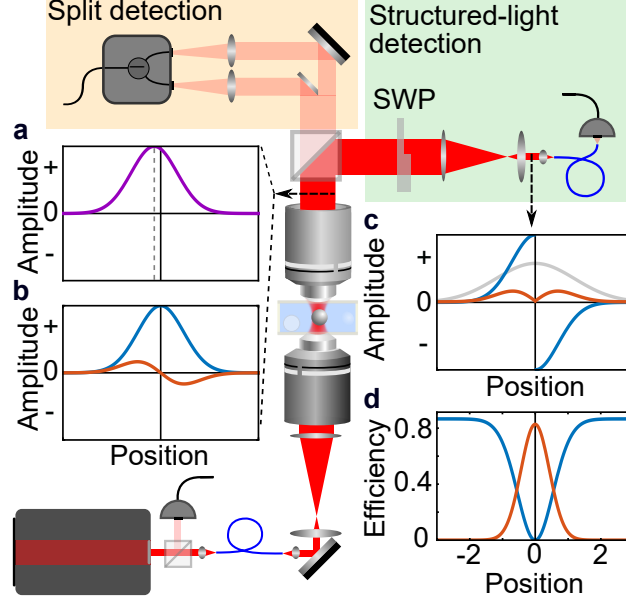 Split detection
Structured-light
detection
SWP
a
+
0
-
Amplitude
b
+
0
-
Amplitude
Position
c
+
0
-
Amplitude
Position
d
0.8
0.4
0
Efficiency
-2 0 2
Position